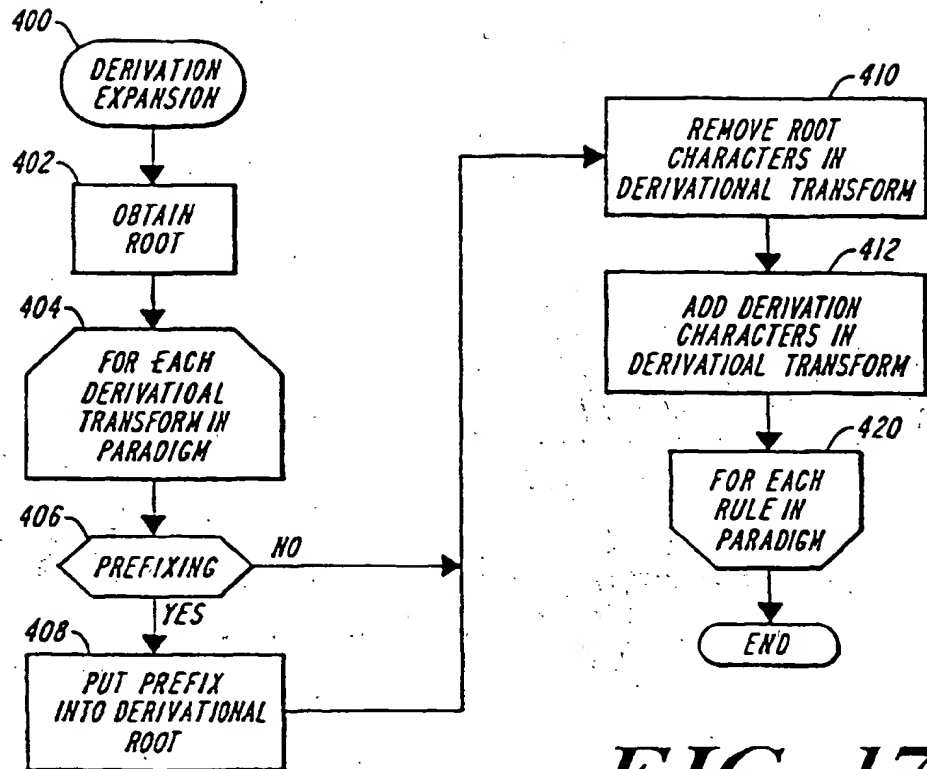 400
DERIVATION
EXPANSION
402
OBTAIN
ROOT
404
FOR EACH
DERIVATIOAL
TRANSFORM IN
PARADIGM
406
PREFIXING
NO
YES
408
PUT PREFIX
INTO DERIVATIONAL
ROOT
410
REMOVE ROOT
CHARACTERS IN
DERIVATIONAL TRANSFORM
412
ADD DERIVATION
CHARACTERS IN
DERIVATIOAL TRANSFORM
420
FOR EACH
RULE IN
PARADIGM
END
FIG. 17